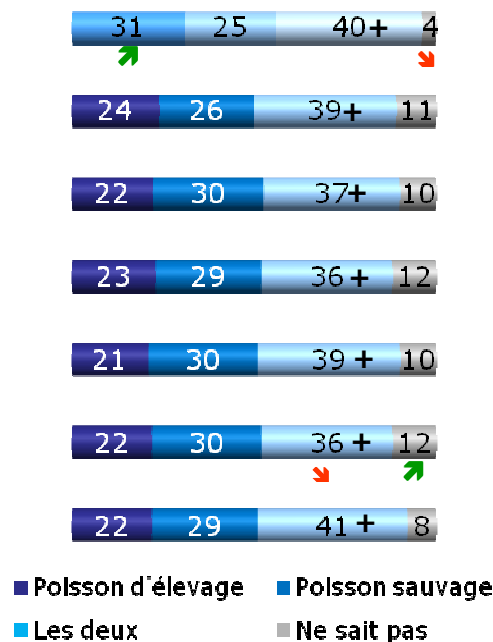 31 25 40+ 4
24 26 39+ 11
22 30 37+ 10
23 29 36 + 12
21 30 39 + 10
22 30 36 + 12
22 29 41 + 8
Poisson d'élevage Poisson sauvage
Les deux Ne sait pas